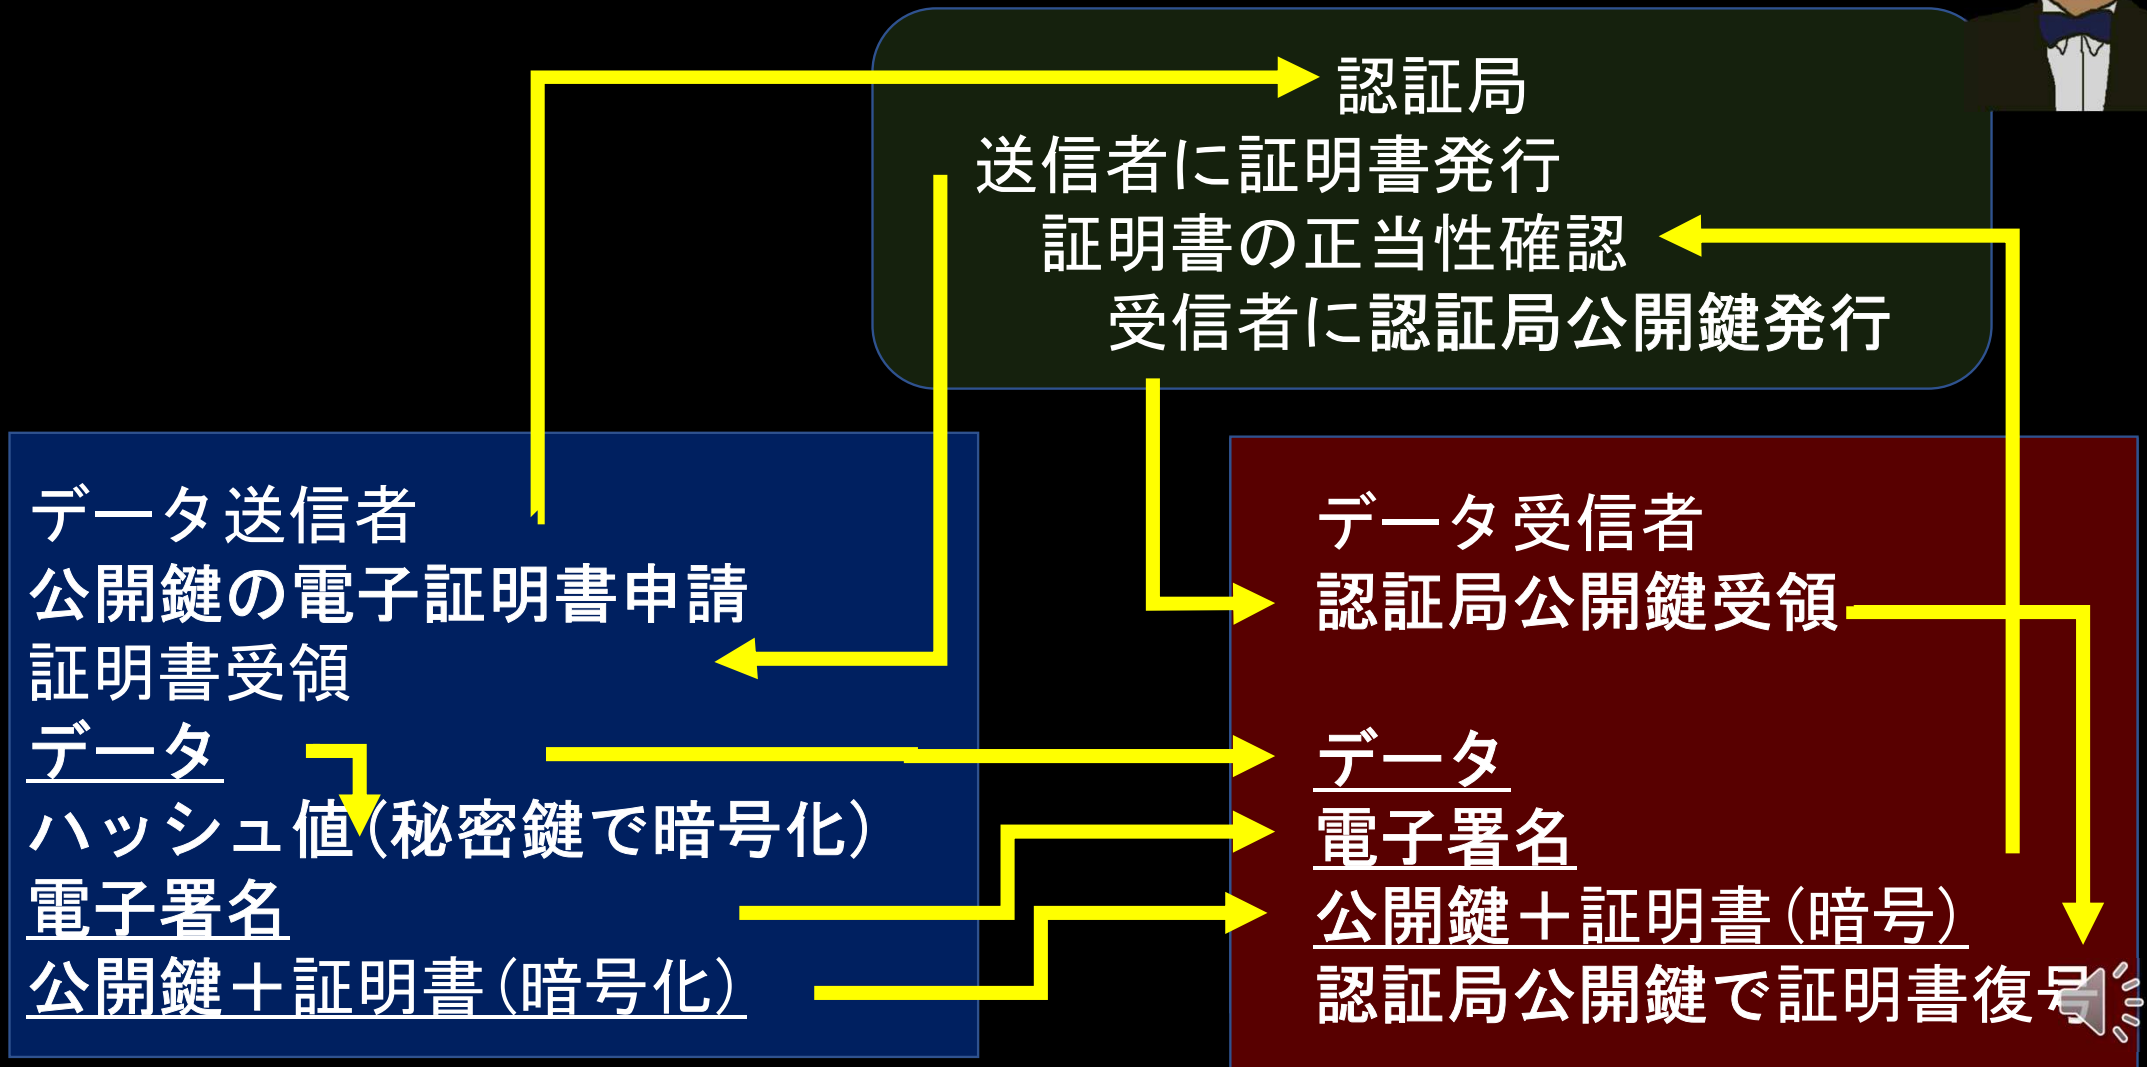 認証局
送信者に証明書発行
証明書の正当性確認
受信者に認証局公開鍵発行
データ送信者
公開鍵の電子証明書申請
証明書受領
データ
ハッシュ値(秘密鍵で暗号化)
電子署名
公開鍵＋証明書(暗号化)
データ受信者
認証局公開鍵受領
データ
電子署名
公開鍵＋証明書(暗号)
認証局公開鍵で証明書復号